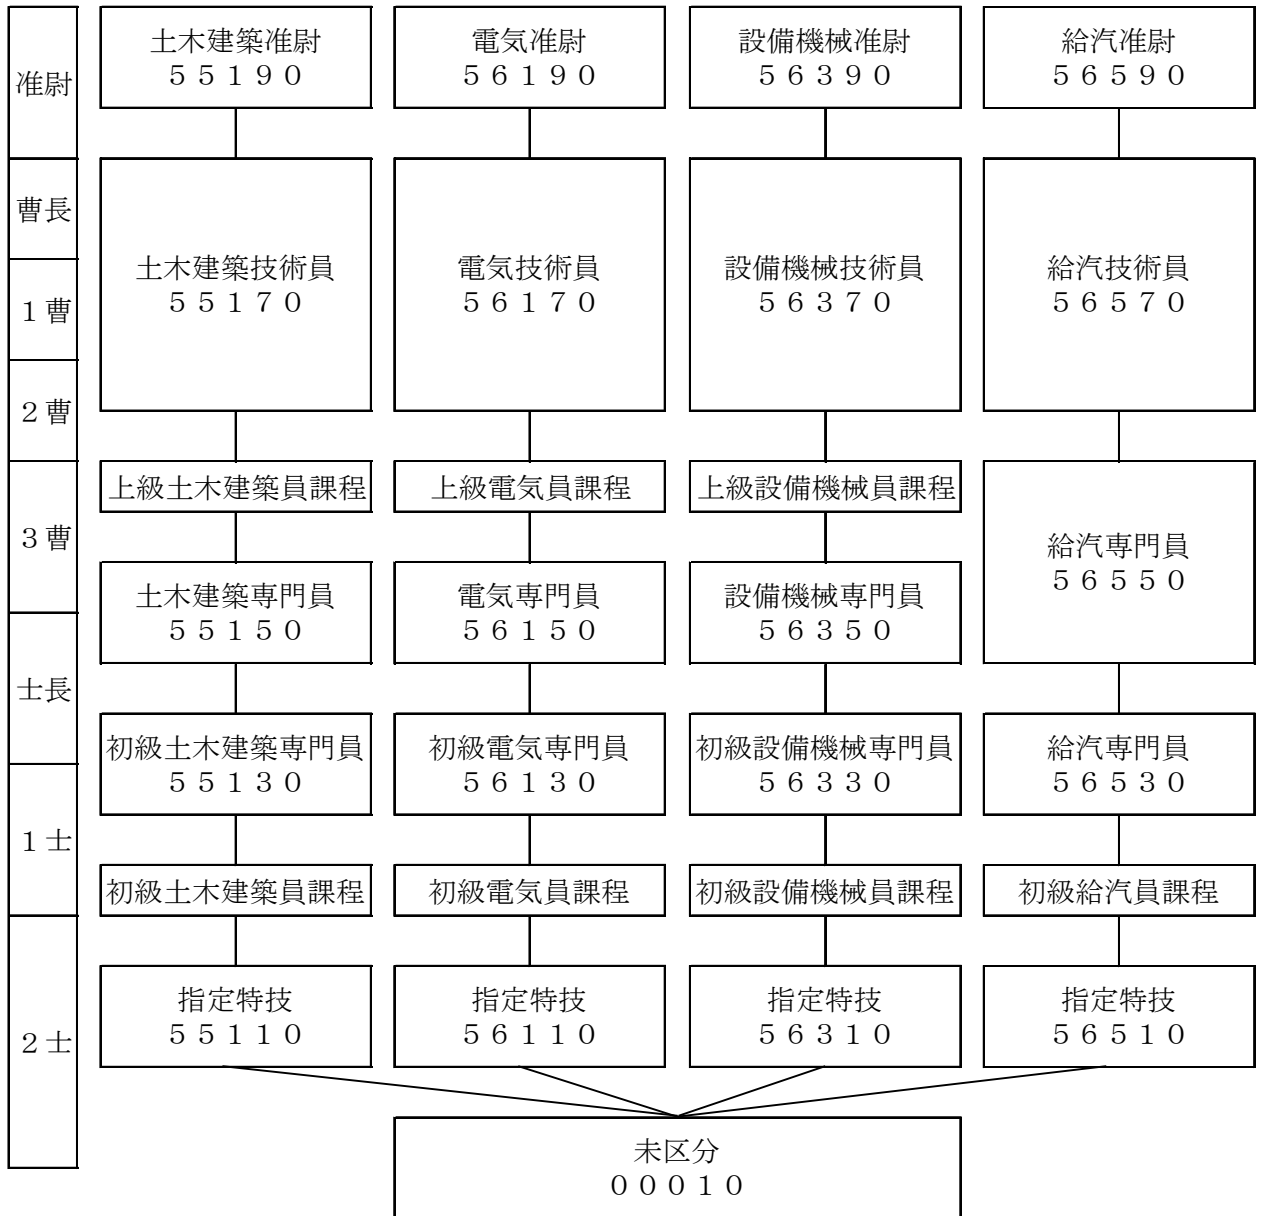 准尉
土木建築准尉
５５１９０
電気准尉
５６１９０
設備機械准尉
５６３９０
給汽准尉
５６５９０
曹長
１曹
２曹
土木建築技術員
５５１７０
電気技術員
５６１７０
設備機械技術員
５６３７０
給汽技術員
５６５７０
３曹
上級土木建築員課程
上級電気員課程
上級設備機械員課程
土木建築専門員
５５１５０
電気専門員
５６１５０
設備機械専門員
５６３５０
給汽専門員
５６５５０
士長
初級土木建築専門員
５５１３０
初級電気専門員
５６１３０
初級設備機械専門員
５６３３０
給汽専門員
５６５３０
１士
初級土木建築員課程
初級電気員課程
初級設備機械員課程
初級給汽員課程
２士
指定特技
５５１１０
指定特技
５６１１０
指定特技
５６３１０
指定特技
５６５１０
未区分
０００１０